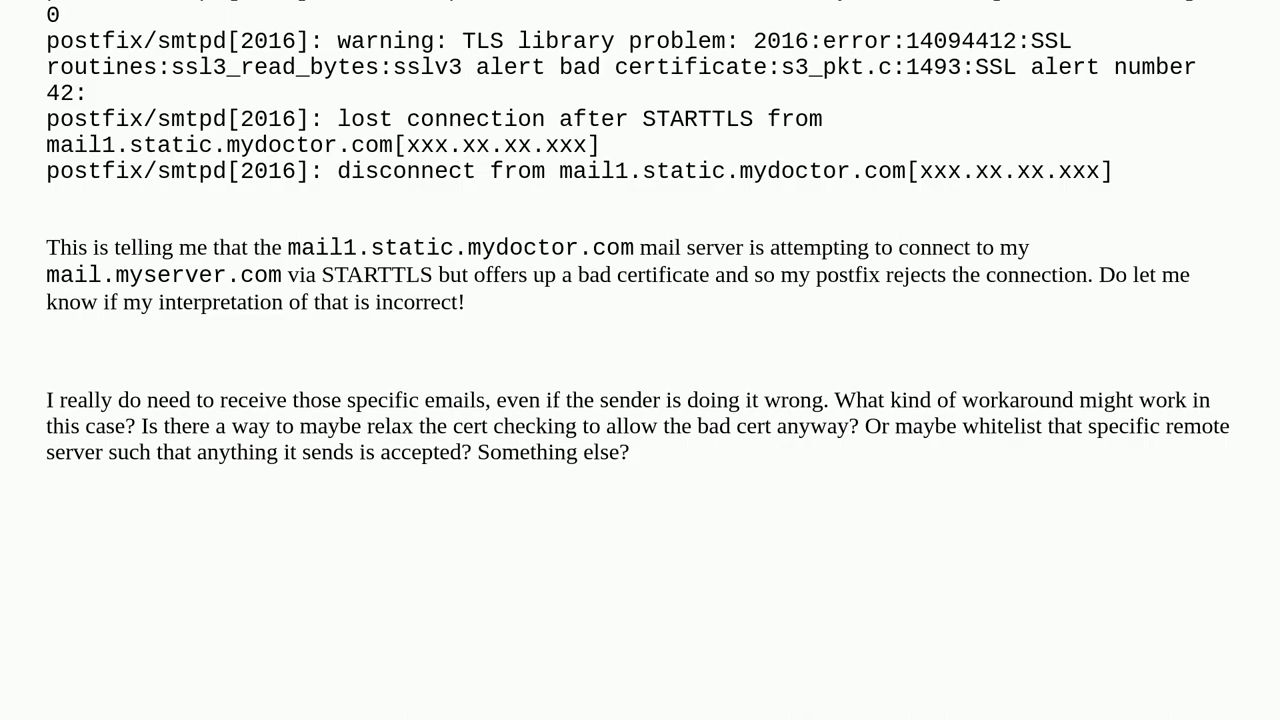 0
postfix/smtpd[2016]: warning: TLS library problem: 2016:error:14094412:SSL
routines:ssl3_read_bytes:sslv3 alert bad certificate:s3_pkt.c:1493:SSL alert number
42:
postfix/smtpd[2016]: lost connection after STARTTLS from
mail1.static.mydoctor.com[xxx.xx.xx.xxx]
postfix/smtpd[2016]: disconnect from mail1.static.mydoctor.com[xxx.xx.xx.xxx]
This is telling me that the mail1.static.mydoctor.com mail server is attempting to connect to my
mail.myserver.com via STARTTLS but offers up a bad certificate and so my postfix rejects the connection. Do let me
know if my interpretation of that is incorrect!
I really do need to receive those specific emails, even if the sender is doing it wrong. What kind of workaround might work in
this case? Is there a way to maybe relax the cert checking to allow the bad cert anyway? Or maybe whitelist that specific remote
server such that anything it sends is accepted? Something else?